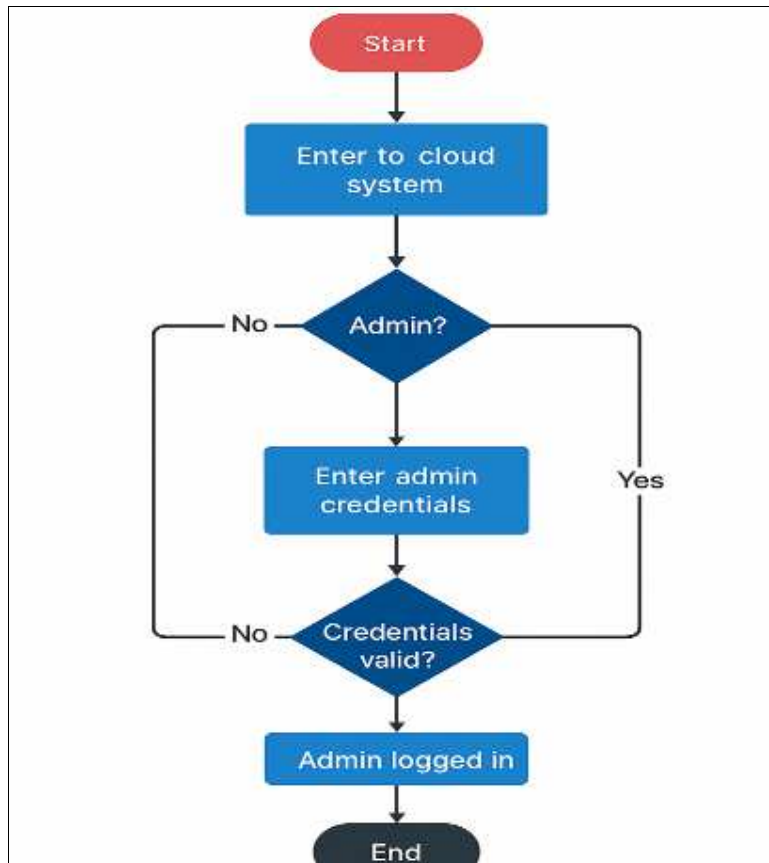 Start
Enter to cloud
system
No
Admin?
Enter admin
credentials
Yes
No
Credentials
valid?
Admin logged in
End